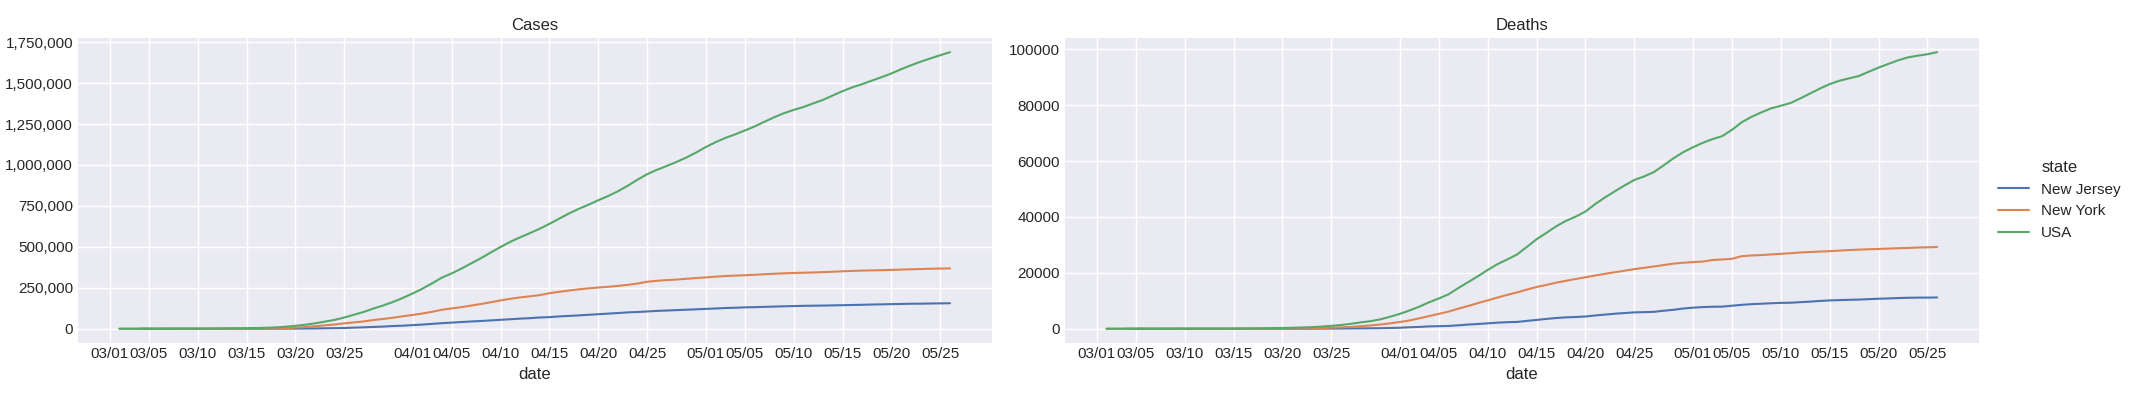 Cases
1,750,000
1,500,000
1,250,000
1,000,000
750,000
500,000
250,000
0
03/01 03/05 03/10 03/15 03/20 03/25 04/01 04/05 04/10 04/15 04/20 04/25 05/01 05/05 05/10 05/15 05/20 05/25
date
Deaths
100000
80000
60000
40000
20000
0
03/01 03/05 03/10 03/15 03/20 03/25 04/01 04/05 04/10 04/15 04/20 04/25 05/01 05/05 05/10 05/15 05/20 05/25
date
state
New Jersey
New York
USA